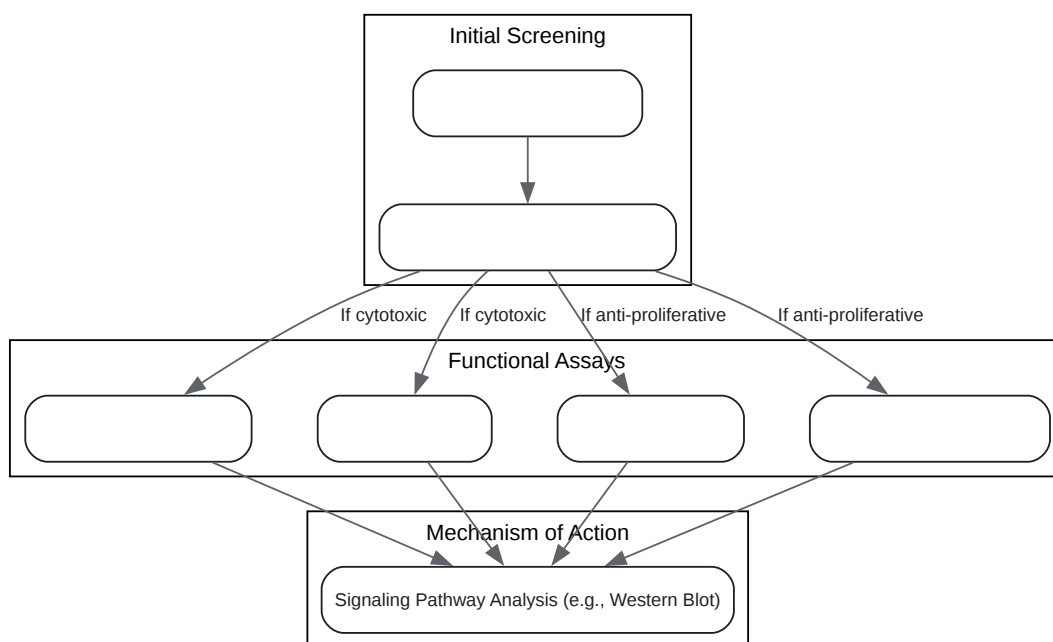 Initial Screening
If cytotoxic
If cytotoxic
If anti-proliferative
If anti-proliferative
Functional Assays
Mechanism of Action
Signaling Pathway Analysis (e.g., Western Blot)